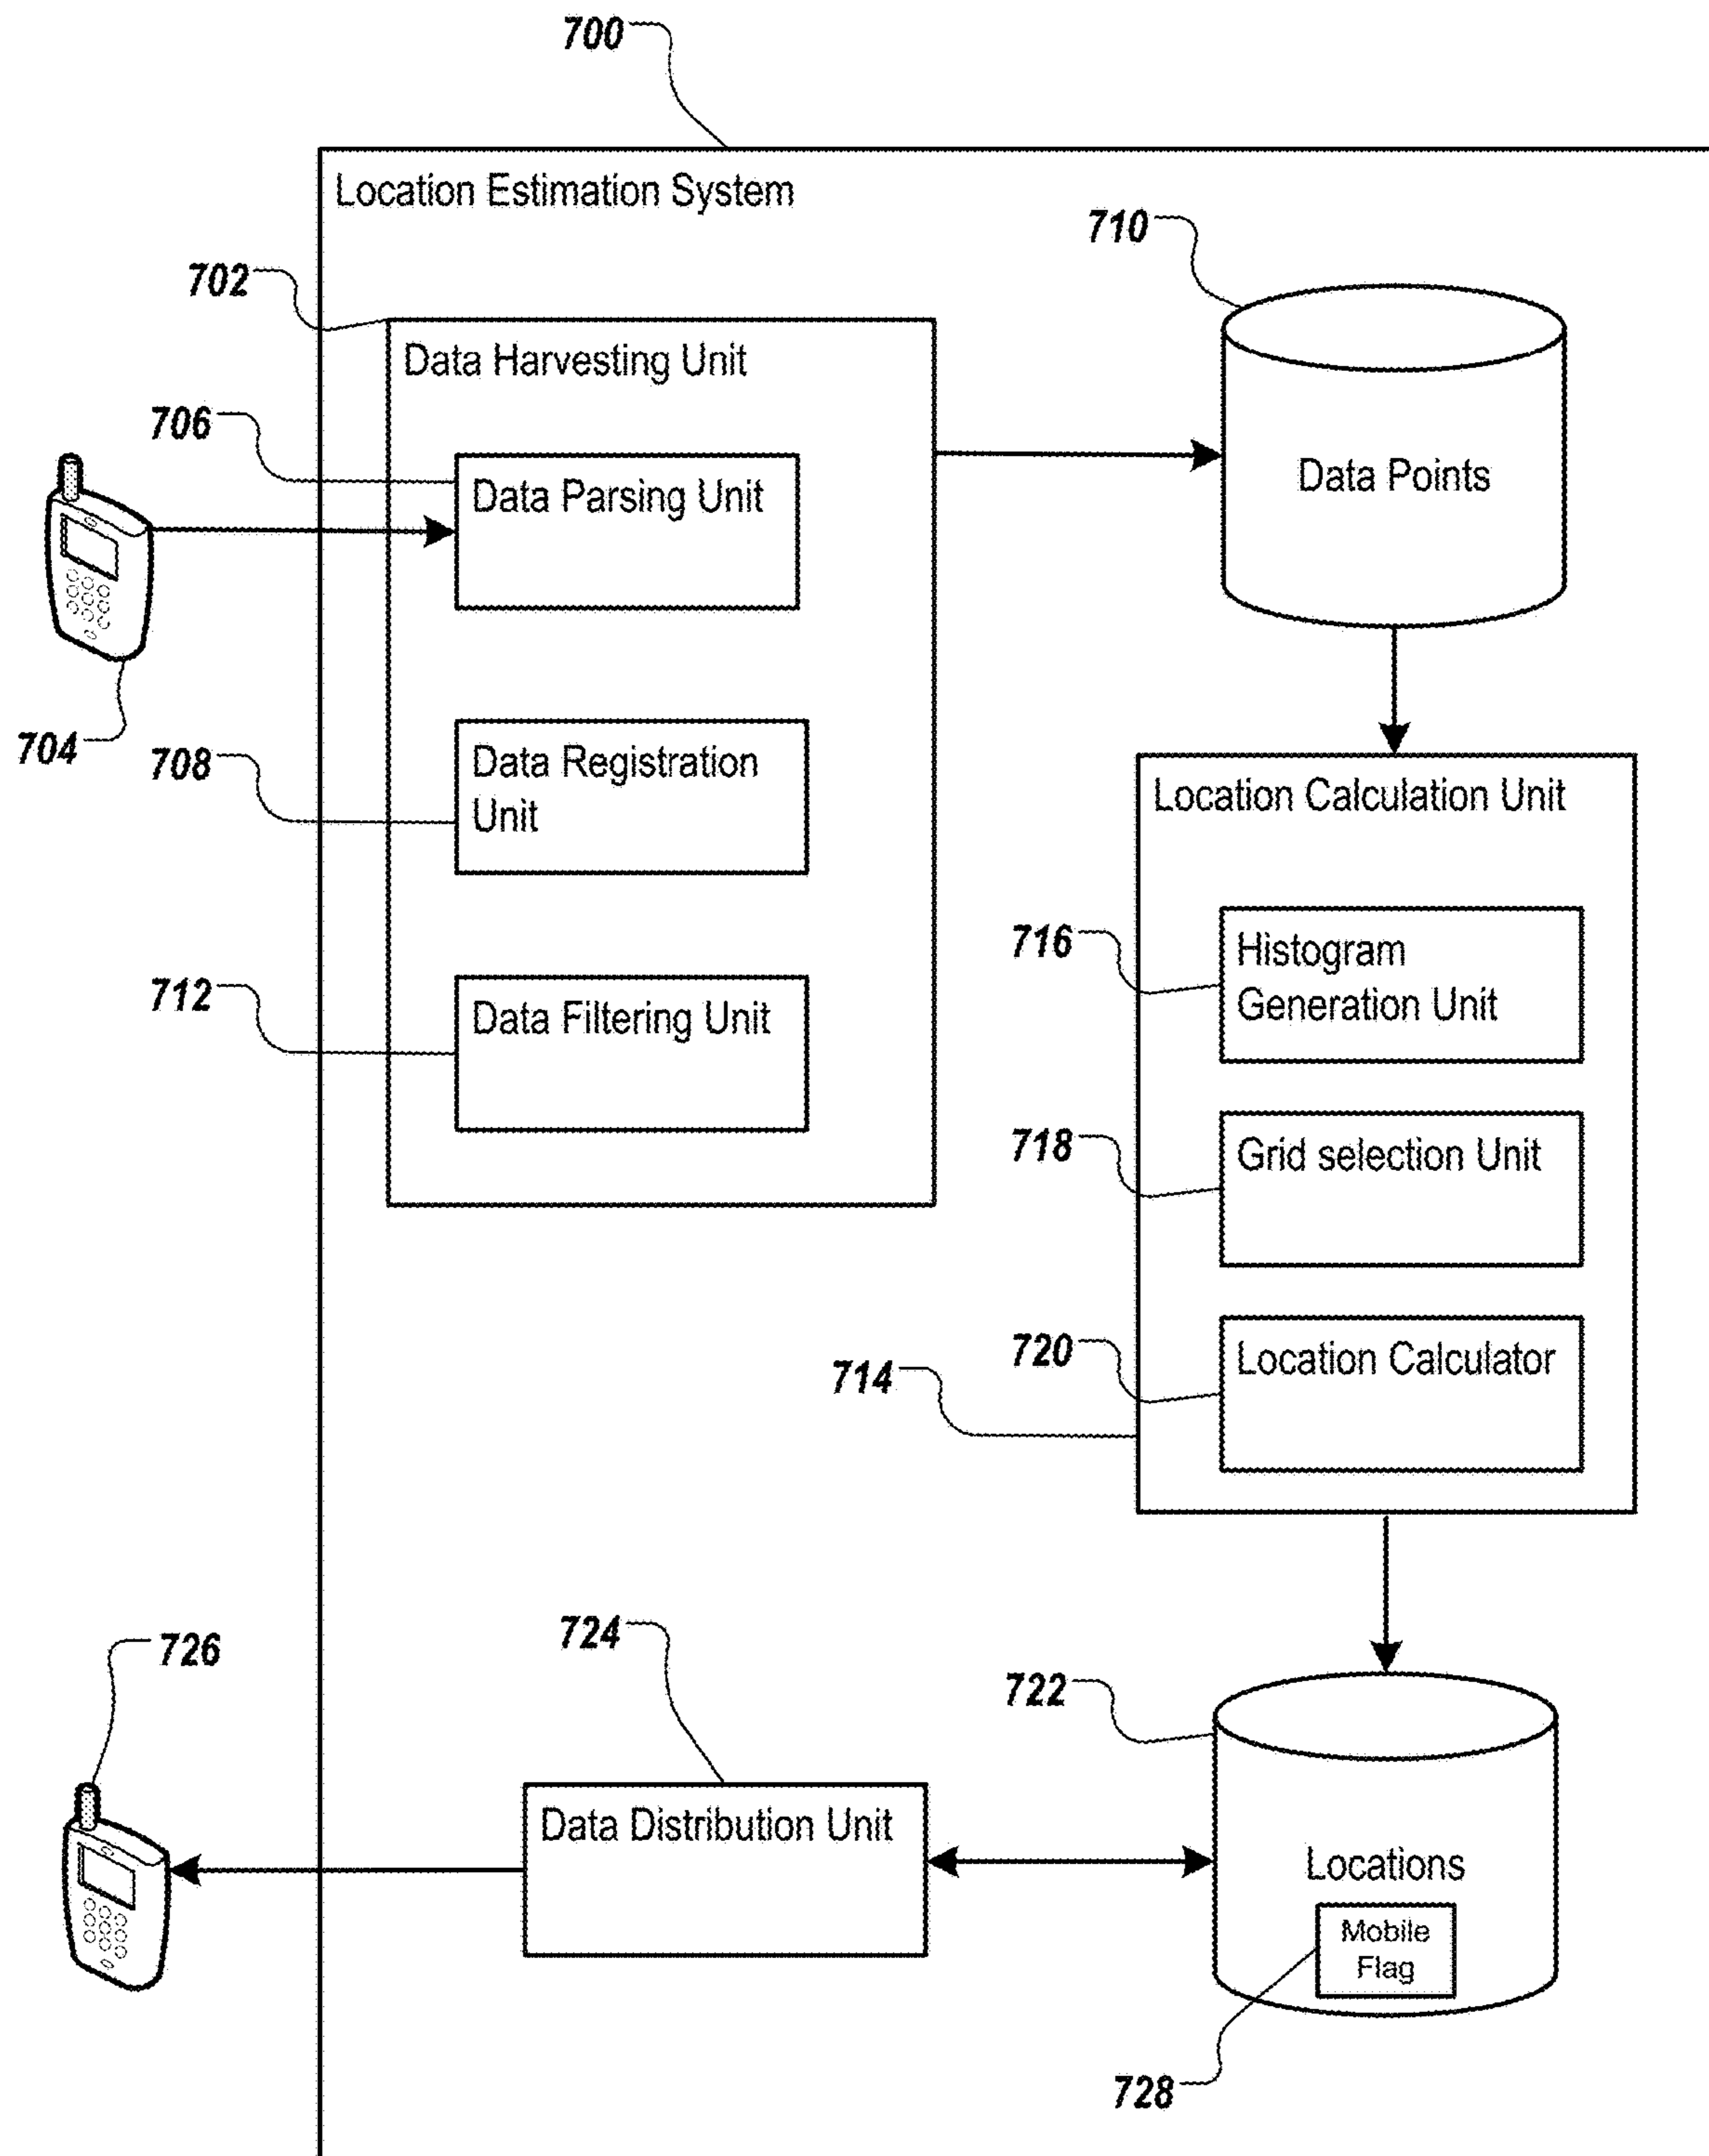 700
Location Estimation System
710
702
Data Harvesting Unit
706
Data Parsing Unit
Data Points
704
708
Data Registration
Unit
Location Calculation Unit
716
Histogram
Generation Unit
712
Data Filtering Unit
718
Grid selection Unit
720
Location Calculator
714
724
726
722
Data Distribution Unit
Locations
Mobile
Flag
728